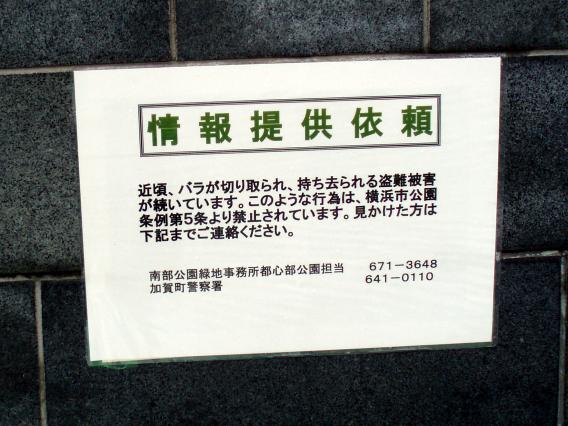 情報提供依頼
近頃、バラが切り取られ、持ち去られる盗難被害
が続いています。このような行為は、横浜市公園
条例第5条より禁止されています。見かけた方は
下記までご連絡ください。
南部公園緑地事務所都心部公園担当 671－3648
加賀町警察署 641－0110